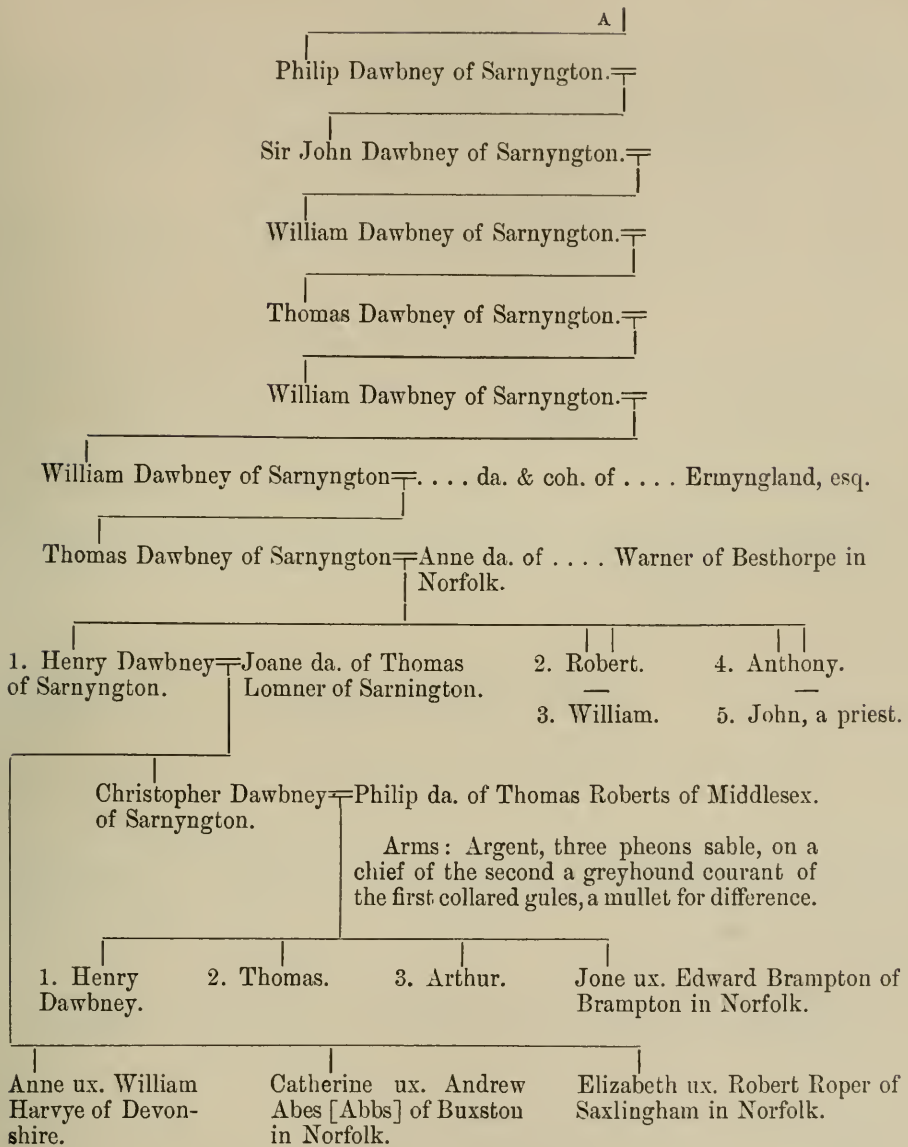 A
Philip Dawbney of Sarnyngton.
Sir John Dawbney of Sarnyngton.
William Dawbney of Sarnyngton.
Thomas Dawbney of Sarnyngton.
William Dawbney of Sarnyngton.
William Dawbney of Sarnyngton=. . . . da. & coh. of . . . . Ermyngland, esq.
Thomas Dawbney of Sarnyngton=Anne da. of . . . . Warner of Besthorpe in
Norfolk.
1. Henry Dawbney=Joane da. of Thomas
of Sarnyngton. Lomner of Sarnington.
2. Robert.
3. William.
4. Anthony.
5. John, a priest.
Christopher Dawbney=Philip da. of Thomas Roberts of Middlesex.
of Sarnyngton.
Arms: Argent, three pheons sable, on a
chief of the second a greyhound courant of
the first collared gules, a mullet for difference.
1. Henry
Dawbney.
2. Thomas.
3. Arthur.
Jone ux. Edward Brampton of
Brampton in Norfolk.
Anne ux. William
Harvye of Devon-
shire.
Catherine ux. Andrew
Abes [Abbs] of Buxston
in Norfolk.
Elizabeth ux. Robert Roper of
Saxlingham in Norfolk.